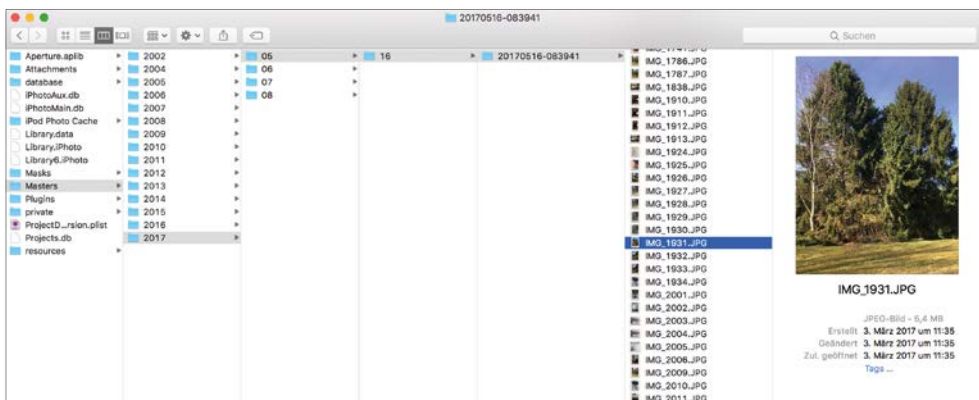 20170516-083941
Suchen
Aperture.aplib
Attachments
database
iPhotoAux.db
iPhotoMain.db
iPod Photo Cache
Library.data
Library.iPhoto
Library6.iPhoto
Masks
Masters
Plugins
private
ProjectD...rsion.plist
Projects.db
resources
2002
2004
2005
2006
2007
2008
2009
2010
2011
2012
2013
2014
2015
2016
2017
05
06
07
08
16
20170516-083941
IMG_1786.JPG
IMG_1787.JPG
IMG_1838.JPG
IMG_1910.JPG
IMG_1911.JPG
IMG_1912.JPG
IMG_1913.JPG
IMG_1924.JPG
IMG_1925.JPG
IMG_1926.JPG
IMG_1927.JPG
IMG_1928.JPG
IMG_1929.JPG
IMG_1930.JPG
IMG_1931.JPG
IMG_1932.JPG
IMG_1933.JPG
IMG_1934.JPG
IMG_2001.JPG
IMG_2002.JPG
IMG_2003.JPG
IMG_2004.JPG
IMG_2005.JPG
IMG_2006.JPG
IMG_2009.JPG
IMG_2010.JPG
IMG_2011.JPG
IMG_1931.JPG
JPEG-Bild - 5,4 MB
Erstellt 3. März 2017 um 11:35
Geändert 3. März 2017 um 11:35
Zul. geöffnet 3. März 2017 um 11:35
Tags ...